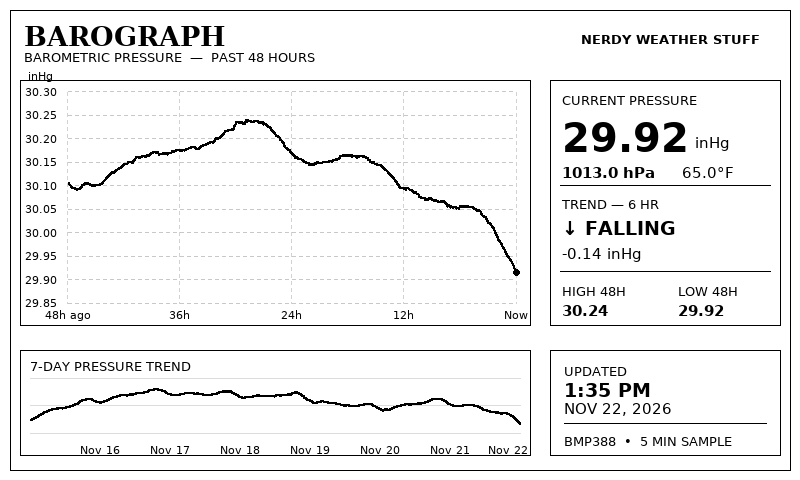 BAROGRAPH
BAROMETRIC PRESSURE — PAST 48 HOURS
NERDY WEATHER STUFF
inHg
30.30
30.25
30.20
30.15
30.10
30.05
30.00
29.95
29.90
29.85
48h ago 36h 24h 12h Now
CURRENT PRESSURE
29.92 inHg
1013.0 hPa 65.0°F
TREND — 6 HR
↓ FALLING
-0.14 inHg
HIGH 48H LOW 48H
30.24 29.92
7-DAY PRESSURE TREND
Nov 16 Nov 17 Nov 18 Nov 19 Nov 20 Nov 21 Nov 22
UPDATED
1:35 PM
NOV 22, 2026
BMP388 • 5 MIN SAMPLE